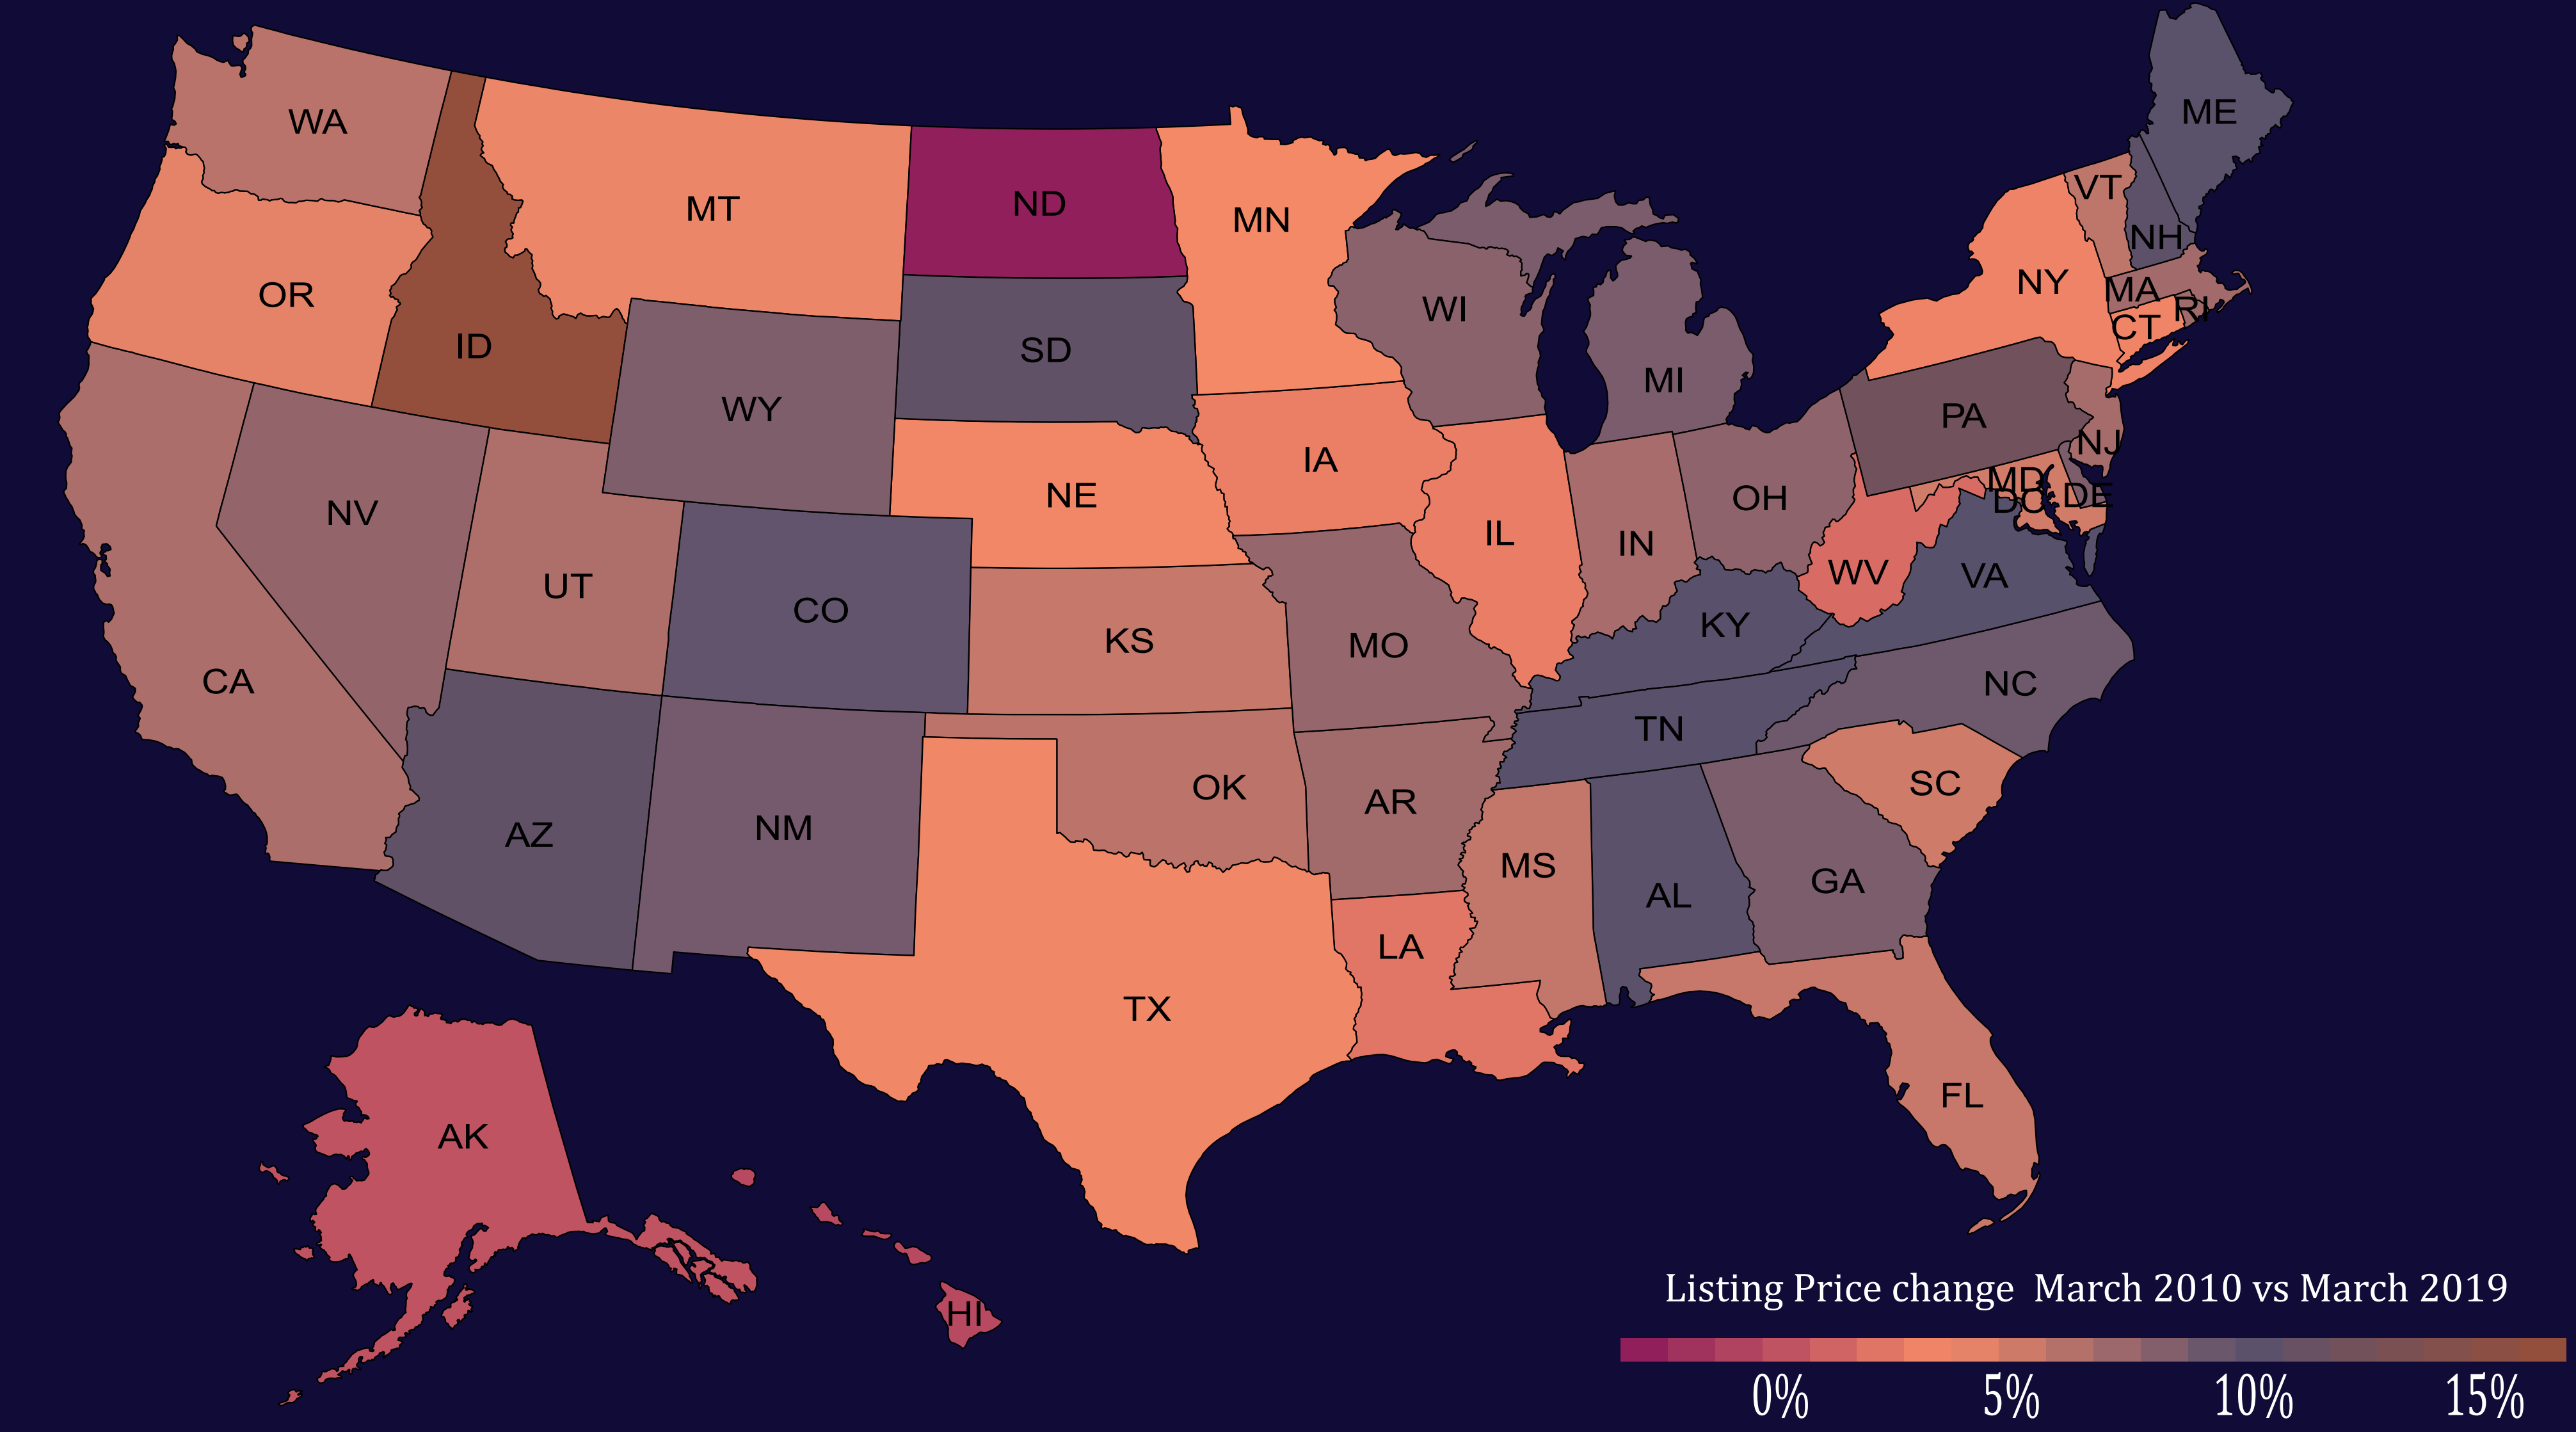 ME
WA
VT
ND
MT
MN
NH
NY
MA
OR
WI
RI
CT
ID
SD
MI
WY
PA
NJ
IA
MD
NE
OH
DE
DC
NV
IL
IN
WV
VA
UT
CO
KY
KS
MO
CA
NC
TN
OK
SC
AR
NM
AZ
MS
GA
AL
LA
TX
FL
AK
HI
Listing Price change March 2010 vs March 2019
0% 5% 10% 15%